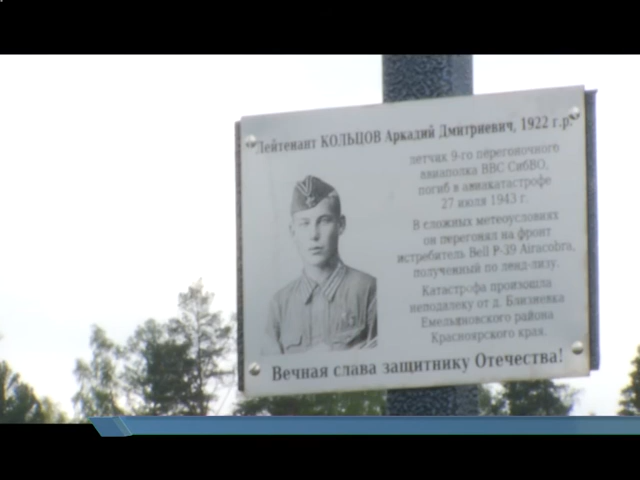 Лейтенант КОЛЬЦОВ Аркадий Дмитриевич, 1922 г.р.
летчик 9-го перегоночного
авиаполка ВВС СибВО,
погиб в авиакатастрофе
27 июля 1943 г.
В сложных метеоусловиях
он перегонял на фронт
истребитель Bell P-39 Airacobra,
полученный по ленд-лизу.
Катастрофа произошла
неподалеку от д. Близневка
Емельяновского района
Красноярского края.
Вечная слава защитнику Отечества!